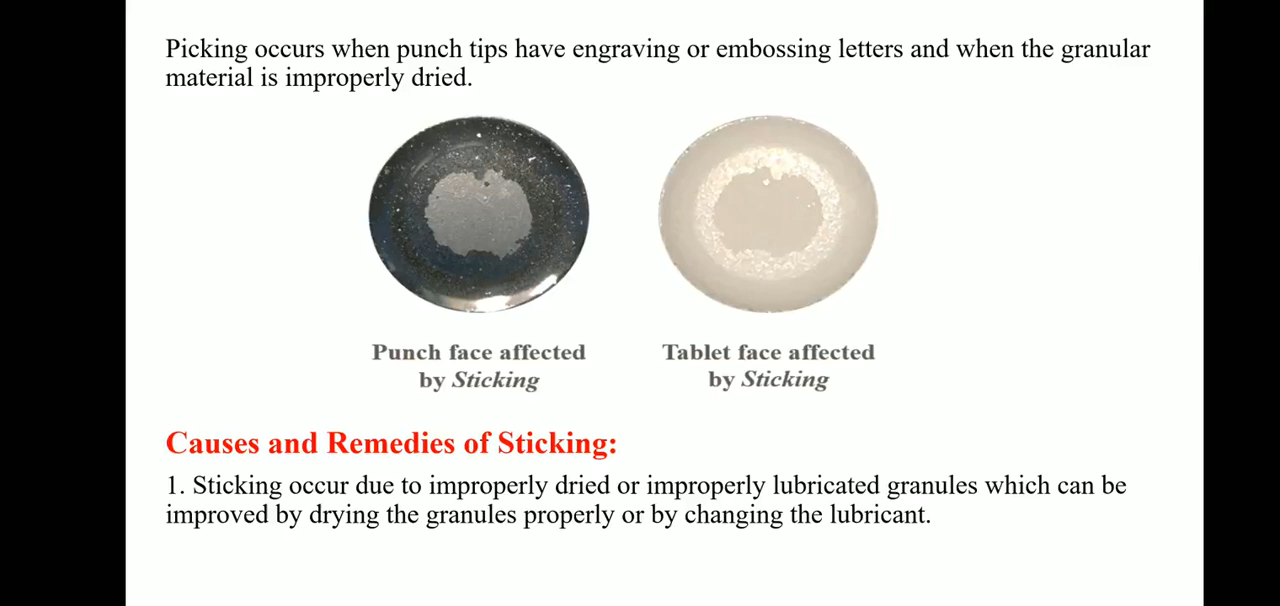 Picking occurs when punch tips have engraving or embossing letters and when the granular
material is improperly dried.
Punch face affected
by Sticking
Tablet face affected
by Sticking
Causes and Remedies of Sticking:
1. Sticking occur due to improperly dried or improperly lubricated granules which can be
improved by drying the granules properly or by changing the lubricant.